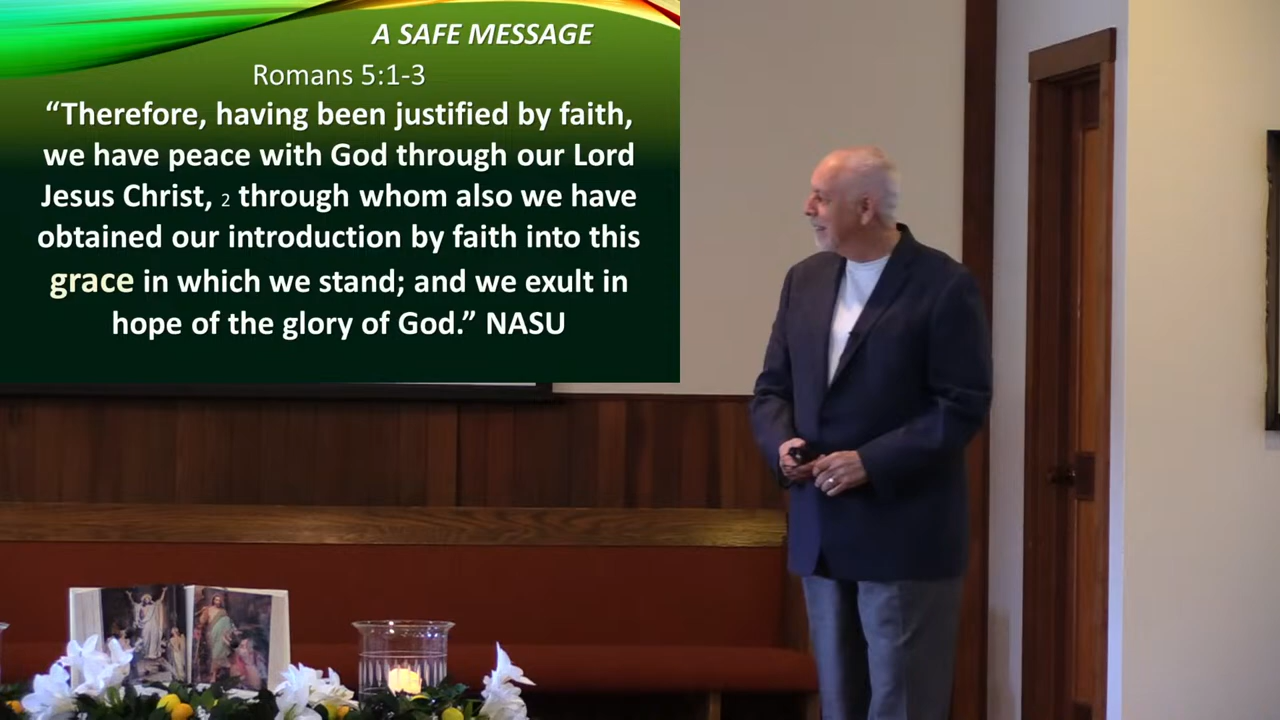 A SAFE MESSAGE
Romans 5:1-3
“Therefore, having been justified by faith,
we have peace with God through our Lord
Jesus Christ, 2 through whom also we have
obtained our introduction by faith into this
grace in which we stand; and we exult in
hope of the glory of God.” NASU